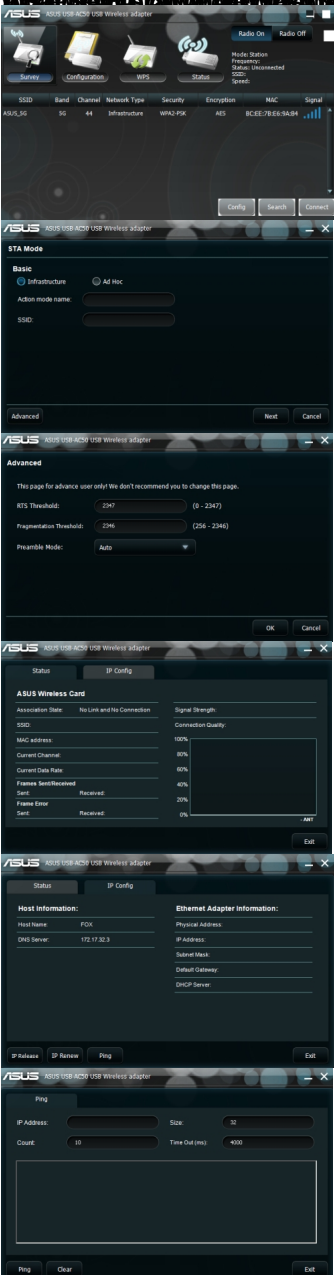 ASUS ASUS USB-AC50 USB Wireless adapter
Radio On Radio Off
Mode: Station
Frequency:
Status: Unconnected
SSID:
Speed:
Survey Configuration WPS Status
SSID Band Channel Network Type Security Encryption MAC Signal
ASUS_5G 5G 44 Infrastructure WPA2-PSK AES BC:EE:7B:E6:9A:B4
Config Search Connect
ASUS ASUS USB-AC50 USB Wireless adapter
STA Mode
Basic
Infrastructure Ad Hoc
Action mode name:
SSID:
Advanced Next Cancel
ASUS ASUS USB-AC50 USB Wireless adapter
Advanced
This page for advance user only! We don't recommend you to change this page.
RTS Threshold: 2347 (0 - 2347)
Fragmentation Threshold: 2346 (256 - 2346)
Preamble Mode: Auto
OK Cancel
ASUS ASUS USB-AC50 USB Wireless adapter
Status IP Config
ASUS Wireless Card
Association State: No Link and No Connection Signal Strength:
SSID: Connection Quality:
MAC address: 100%
Current Channel: 80%
Current Data Rate: 60%
Frames Sent/Received
Sent: Received: 40%
Frame Error 20%
Sent: Received: 0%
- ANT
Exit
ASUS ASUS USB-AC50 USB Wireless adapter
Status IP Config
Host Information: Ethernet Adapter Information:
Host Name: FOX Physical Address:
DNS Server: 172.17.32.3 IP Address:
Subnet Mask:
Default Gateway:
DHCP Server:
IP Release IP Renew Ping Exit
ASUS ASUS USB-AC50 USB Wireless adapter
Ping
IP Address: Size: 32
Count: 10 Time Out (ms): 4000
Ping Clear Exit